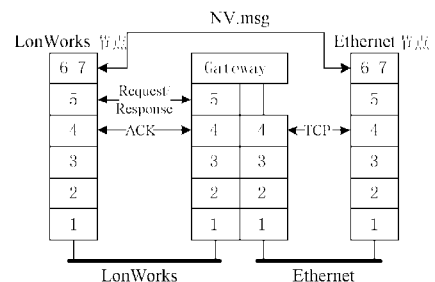 NV.msg
LonWorks 节点
Ethernet 节点
6 7
Gateway
6 7
Request/
Response
5
5
5
4
ACK
4
4
TCP
4
3
3
3
3
2
2
2
2
1
1
1
1
LonWorks
Ethernet